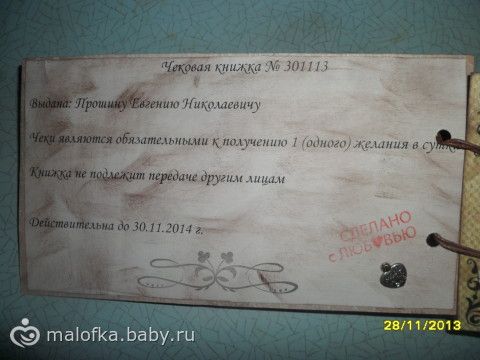 Чековая книжка № 301113
Выдана: Прошину Евгению Николаевичу
Чеки являются обязательными к получению 1 (одного) желания в сутки
Книжка не подлежит передаче другим лицам
Действительна до 30.11.2014 г.
СДЕЛАНО
с ЛЮБОВЬЮ
malofka.baby.ru
28/11/2013